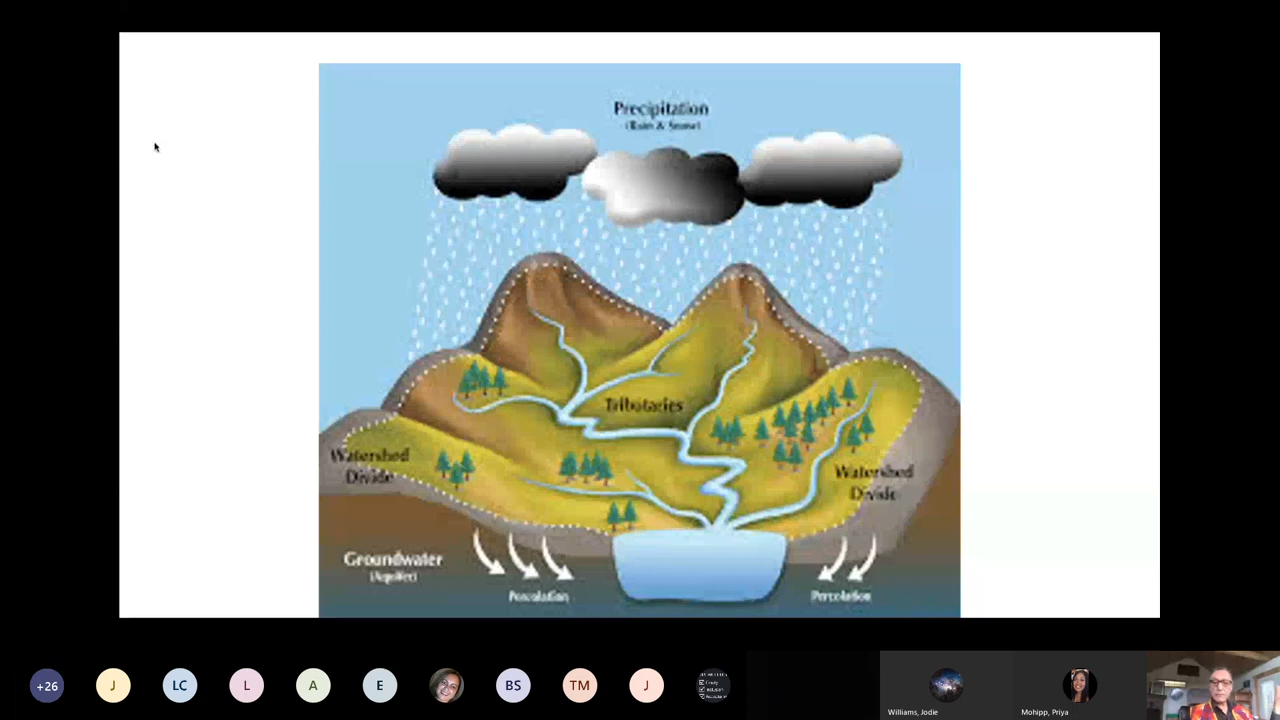 Precipitation
(Rain & Snow)
Tributaries
Watershed
Divide
Watershed
Divide
Groundwater
(Aquifer)
Percolation
Percolation
+26
J
LC
L
A
E
BS
TM
J
Williams, Jodie
Mohipp, Priya